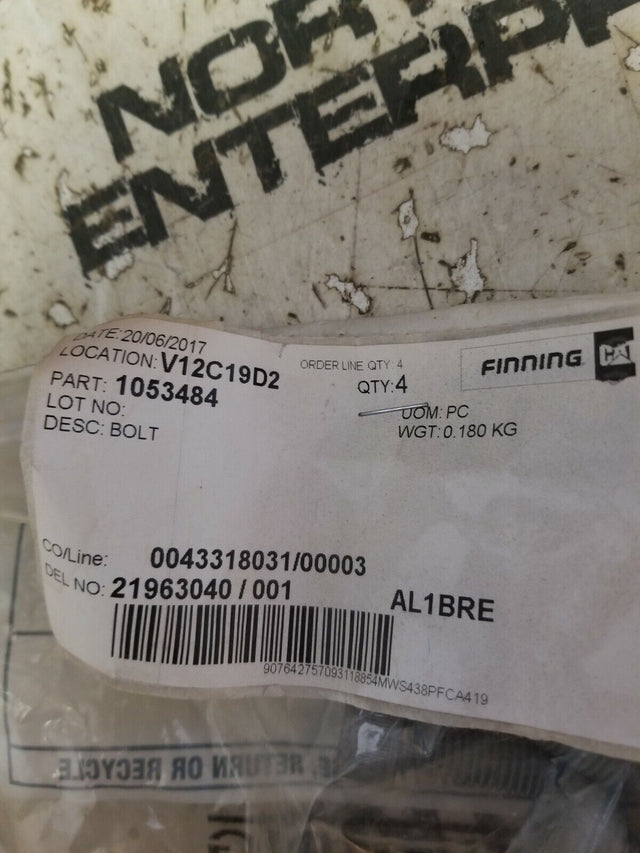 NOR
ENTERP
DATE: 20/06/2017
LOCATION: V12C19D2
PART: 1053484
LOT NO:
DESC: BOLT
ORDER LINE QTY: 4
QTY: 4
UOM: PC
WGT: 0.180 KG
FINNING
CO/Line: 0043318031/00003
DEL NO: 21963040 / 001
AL1BRE
907642757093118854MWS438PFCA419
RETURN OR RECYCLE